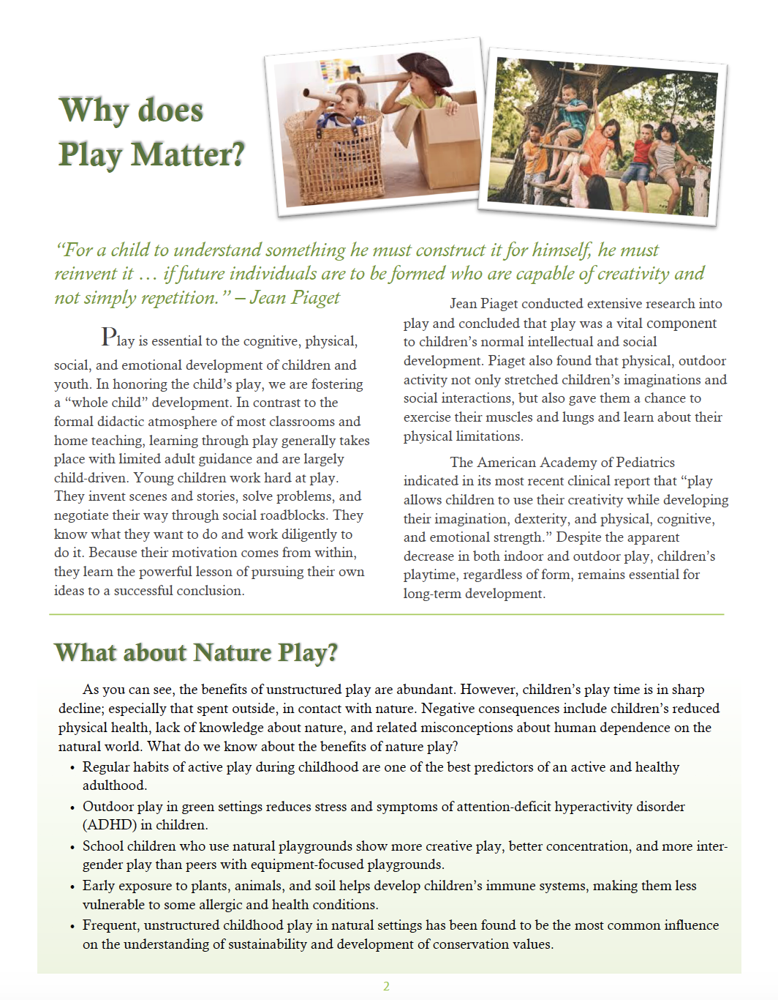 Why does
Play Matter?
“For a child to understand something he must construct it for himself, he must
reinvent it … if future individuals are to be formed who are capable of creativity and
not simply repetition.” – Jean Piaget
Play is essential to the cognitive, physical,
social, and emotional development of children and
youth. In honoring the child’s play, we are fostering
a “whole child” development. In contrast to the
formal didactic atmosphere of most classrooms and
home teaching, learning through play generally takes
place with limited adult guidance and are largely
child-driven. Young children work hard at play.
They invent scenes and stories, solve problems, and
negotiate their way through social roadblocks. They
know what they want to do and work diligently to
do it. Because their motivation comes from within,
they learn the powerful lesson of pursuing their own
ideas to a successful conclusion.
Jean Piaget conducted extensive research into
play and concluded that play was a vital component
to children’s normal intellectual and social
development. Piaget also found that physical, outdoor
activity not only stretched children’s imaginations and
social interactions, but also gave them a chance to
exercise their muscles and lungs and learn about their
physical limitations.
The American Academy of Pediatrics
indicated in its most recent clinical report that “play
allows children to use their creativity while developing
their imagination, dexterity, and physical, cognitive,
and emotional strength.” Despite the apparent
decrease in both indoor and outdoor play, children’s
playtime, regardless of form, remains essential for
long-term development.
What about Nature Play?
As you can see, the benefits of unstructured play are abundant. However, children’s play time is in sharp
decline; especially that spent outside, in contact with nature. Negative consequences include children’s reduced
physical health, lack of knowledge about nature, and related misconceptions about human dependence on the
natural world. What do we know about the benefits of nature play?
• Regular habits of active play during childhood are one of the best predictors of an active and healthy
adulthood.
• Outdoor play in green settings reduces stress and symptoms of attention-deficit hyperactivity disorder
(ADHD) in children.
• School children who use natural playgrounds show more creative play, better concentration, and more inter-
gender play than peers with equipment-focused playgrounds.
• Early exposure to plants, animals, and soil helps develop children’s immune systems, making them less
vulnerable to some allergic and health conditions.
• Frequent, unstructured childhood play in natural settings has been found to be the most common influence
on the understanding of sustainability and development of conservation values.
2